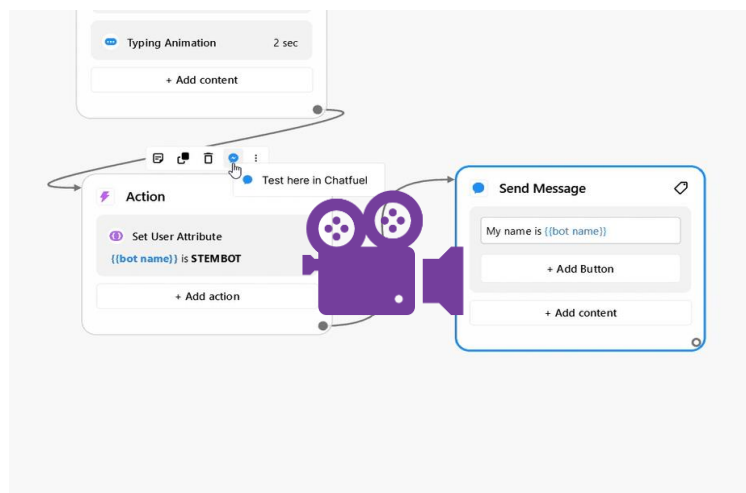 Typing Animation 2 sec
+ Add content
Test here in Chatfuel
Action
Set User Attribute
{{bot name}} is STEMBOT
+ Add action
Send Message
My name is {{bot name}}
+ Add Button
+ Add content